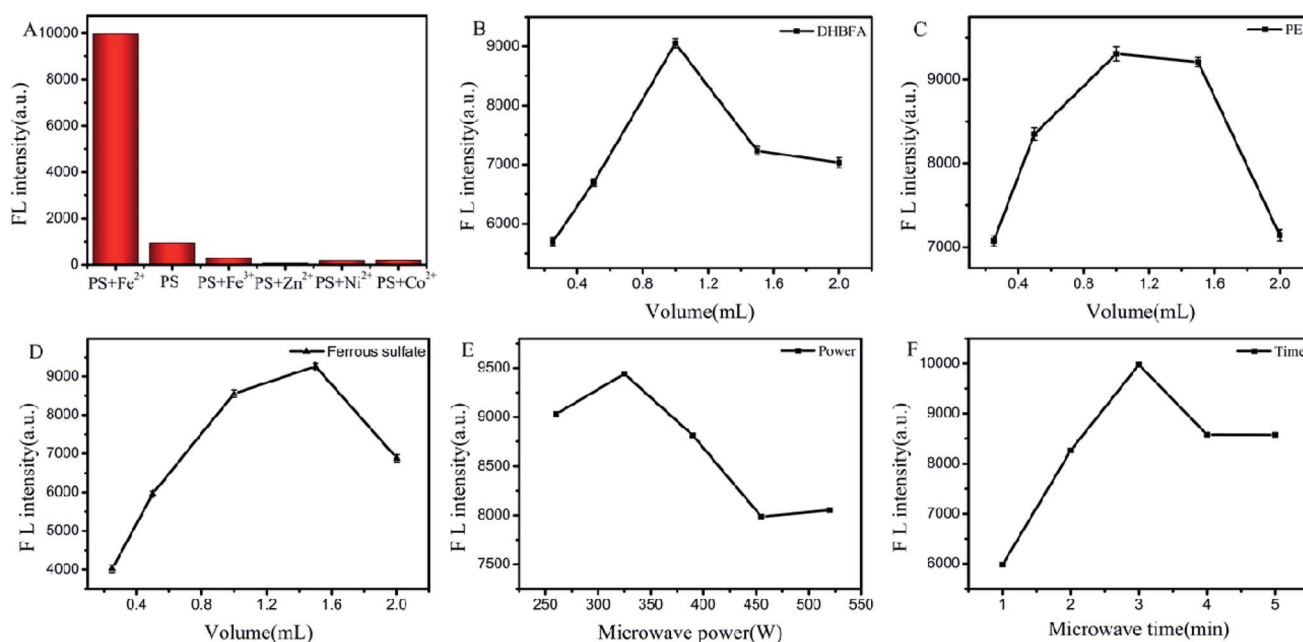 A
10000
8000
6000
4000
2000
0
FL intensity(a.u.)
PS+Fe²⁺ PS PS+Fe³⁺ PS+Zn²⁺ PS+Ni²⁺ PS+Co²⁺
B
DHBFA
9000
8000
7000
6000
F L intensity(a.u.)
0.4 0.8 1.2 1.6 2.0
Volume(mL)
C
PEI
9000
8000
7000
F L intensity(a.u.)
0.4 0.8 1.2 1.6 2.0
Volume(mL)
D
Ferrous sulfate
9000
8000
7000
6000
5000
4000
F L intensity(a.u.)
0.4 0.8 1.2 1.6 2.0
Volume(mL)
E
Power
9500
9000
8500
8000
7500
F L intensity(a.u.)
250 300 350 400 450 500 550
Microwave power(W)
F
Time
10000
9000
8000
7000
6000
F L intensity(a.u.)
1 2 3 4 5
Microwave time(min)